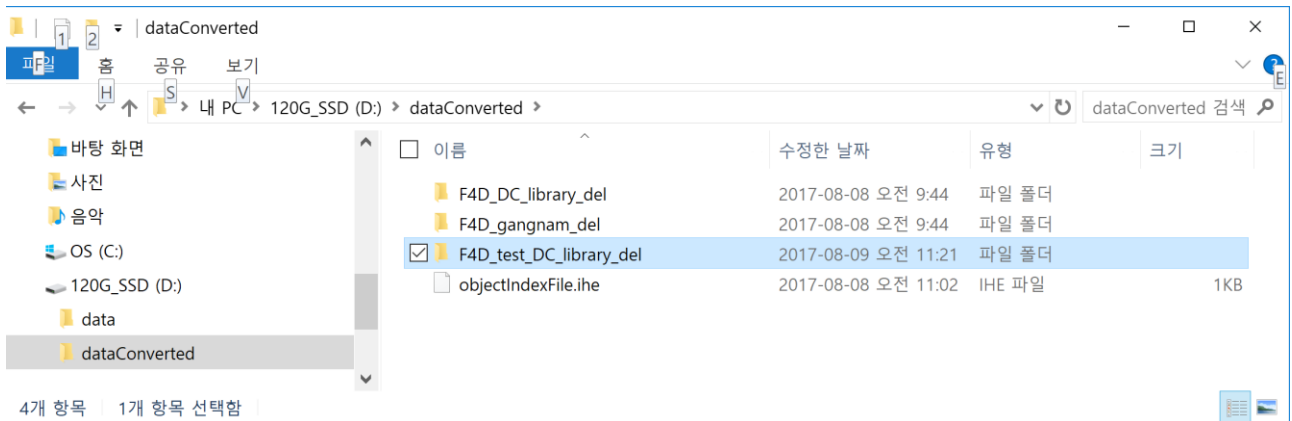 1 2 dataConverted
파일 홈 공유 보기
F H S V E
내 PC 120G_SSD (D:) dataConverted dataConverted 검색
바탕 화면
사진
음악
OS (C:)
120G_SSD (D:)
data
dataConverted
이름 수정한 날짜 유형 크기
F4D_DC_library_del 2017-08-08 오전 9:44 파일 폴더
F4D_gangnam_del 2017-08-08 오전 9:44 파일 폴더
F4D_test_DC_library_del 2017-08-09 오전 11:21 파일 폴더
objectIndexFile.ihe 2017-08-08 오전 11:02 IHE 파일 1KB
4개 항목 1개 항목 선택함